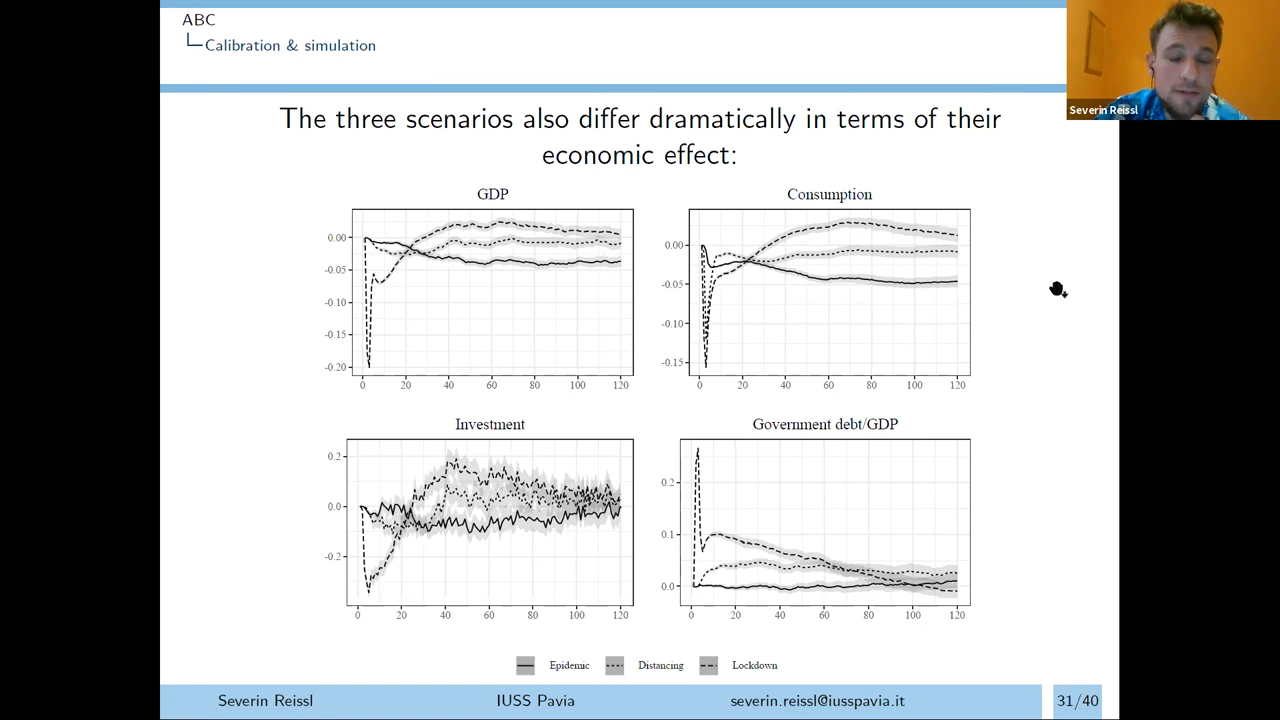 ABC
Calibration & simulation
Severin Reissl
The three scenarios also differ dramatically in terms of their
economic effect:
GDP
0.00
-0.05
-0.10
-0.15
-0.20
0 20 40 60 80 100 120
Consumption
0.00
-0.05
-0.10
-0.15
0 20 40 60 80 100 120
Investment
0.2
0.0
-0.2
0 20 40 60 80 100 120
Government debt/GDP
0.2
0.1
0.0
0 20 40 60 80 100 120
Epidemic Distancing Lockdown
Severin Reissl IUSS Pavia severin.reissl@iusspavia.it 31/40